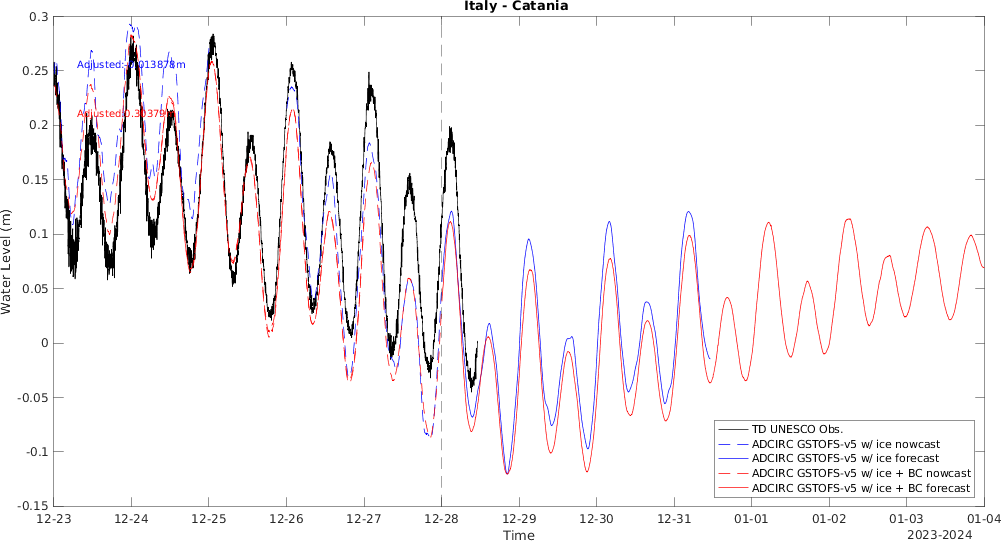 Italy - Catania
Water Level (m)
0.3
0.25
0.2
0.15
0.1
0.05
0
-0.05
-0.1
-0.15
Adjusted:
TD UNESCO Obs.
ADCIRC GSTOFS-v5 w/ ice nowcast
ADCIRC GSTOFS-v5 w/ ice forecast
ADCIRC GSTOFS-v5 w/ ice + BC nowcast
ADCIRC GSTOFS-v5 w/ ice + BC forecast
12-23 12-24 12-25 12-26 12-27 12-28 12-29 12-30 12-31 01-01 01-02 01-03 01-04
Time
2023-2024